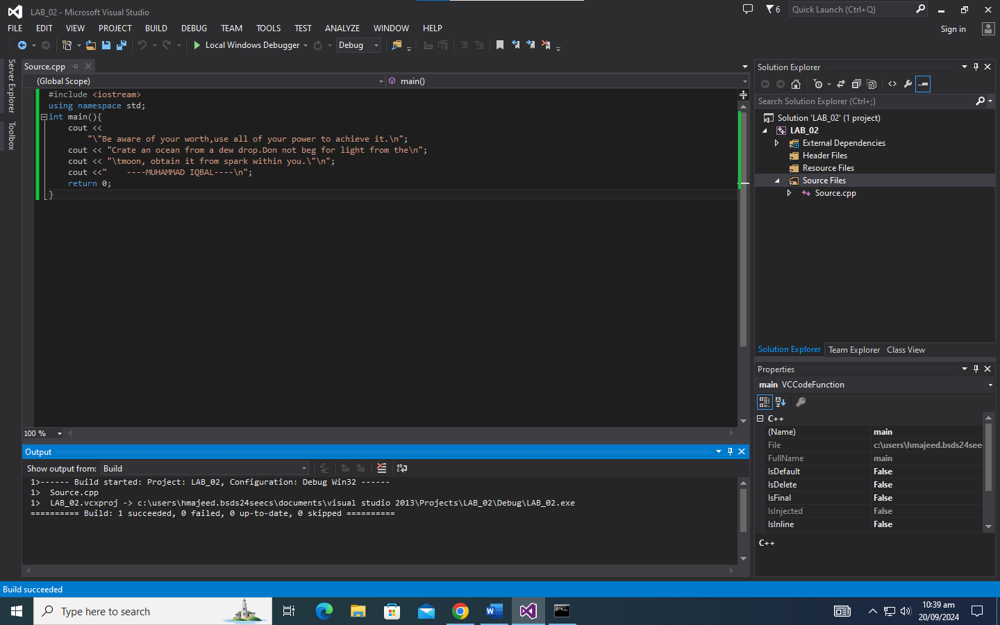 LAB_02 - Microsoft Visual Studio
6
Quick Launch (Ctrl+Q)
FILE EDIT VIEW PROJECT BUILD DEBUG TEAM TOOLS TEST ANALYZE WINDOW HELP
Sign in
Local Windows Debugger
Debug
Server Explorer
Toolbox
Source.cpp
(Global Scope)
main()
#include <iostream>
using namespace std;
int main(){
cout <<
"\"Be aware of your worth,use all of your power to achieve it.\n";
cout << "Crate an ocean from a dew drop.Don not beg for light from the\n";
cout << "\tmoon, obtain it from spark within you.\"\n";
cout <<"    ----MUHAMMAD IQBAL----\n";
return 0;
}
100 %
Output
Show output from: Build
1>------ Build started: Project: LAB_02, Configuration: Debug Win32 ------
1>  Source.cpp
1>  LAB_02.vcxproj -> c:\users\hmajeed.bsds24seecs\documents\visual studio 2013\Projects\LAB_02\Debug\LAB_02.exe
========== Build: 1 succeeded, 0 failed, 0 up-to-date, 0 skipped ==========
Solution Explorer
Search Solution Explorer (Ctrl+;)
Solution 'LAB_02' (1 project)
LAB_02
External Dependencies
Header Files
Resource Files
Source Files
Source.cpp
Solution Explorer Team Explorer Class View
Properties
main VCCodeFunction
C++
(Name) main
File c:\users\hmajeed.bsds24see
FullName main
IsDefault False
IsDelete False
IsFinal False
IsInjected False
IsInline False
C++
Build succeeded
Type here to search
10:39 am
20/09/2024